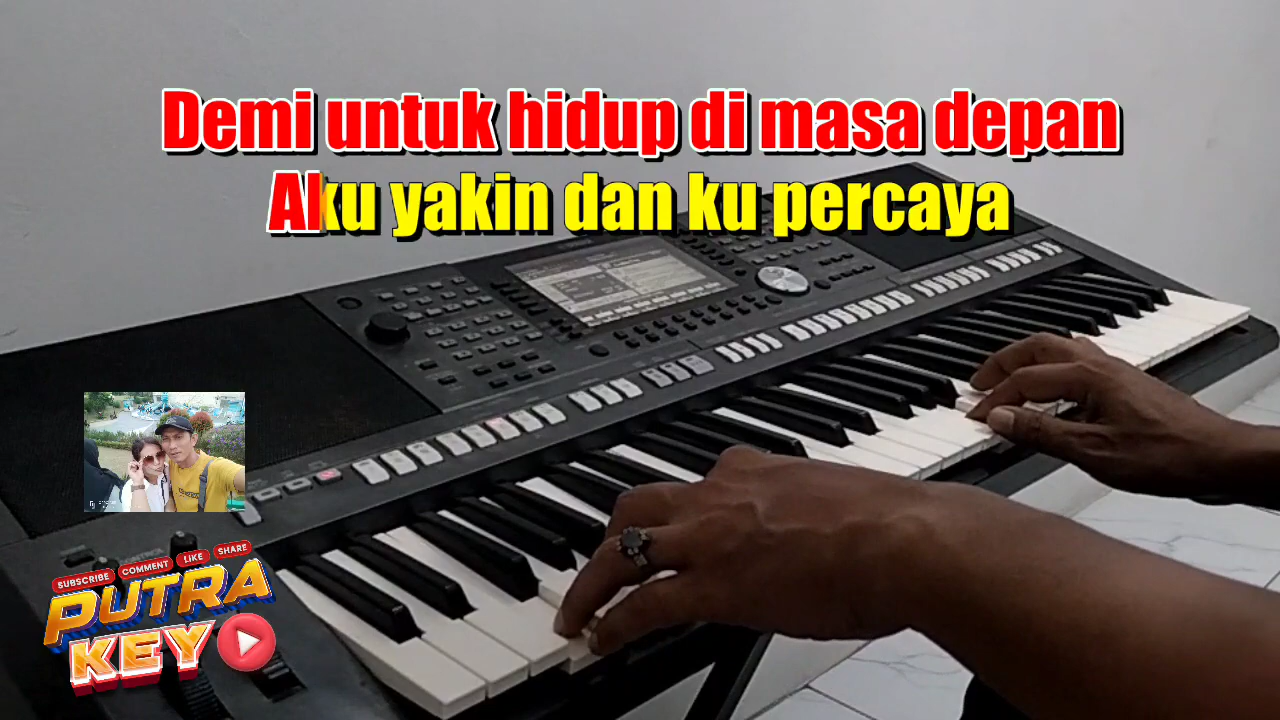 Demi untuk hidup di masa depan
Aku yakin dan ku percaya
SUBSCRIBE COMMENT LIKE SHARE
PUTRA
KEY